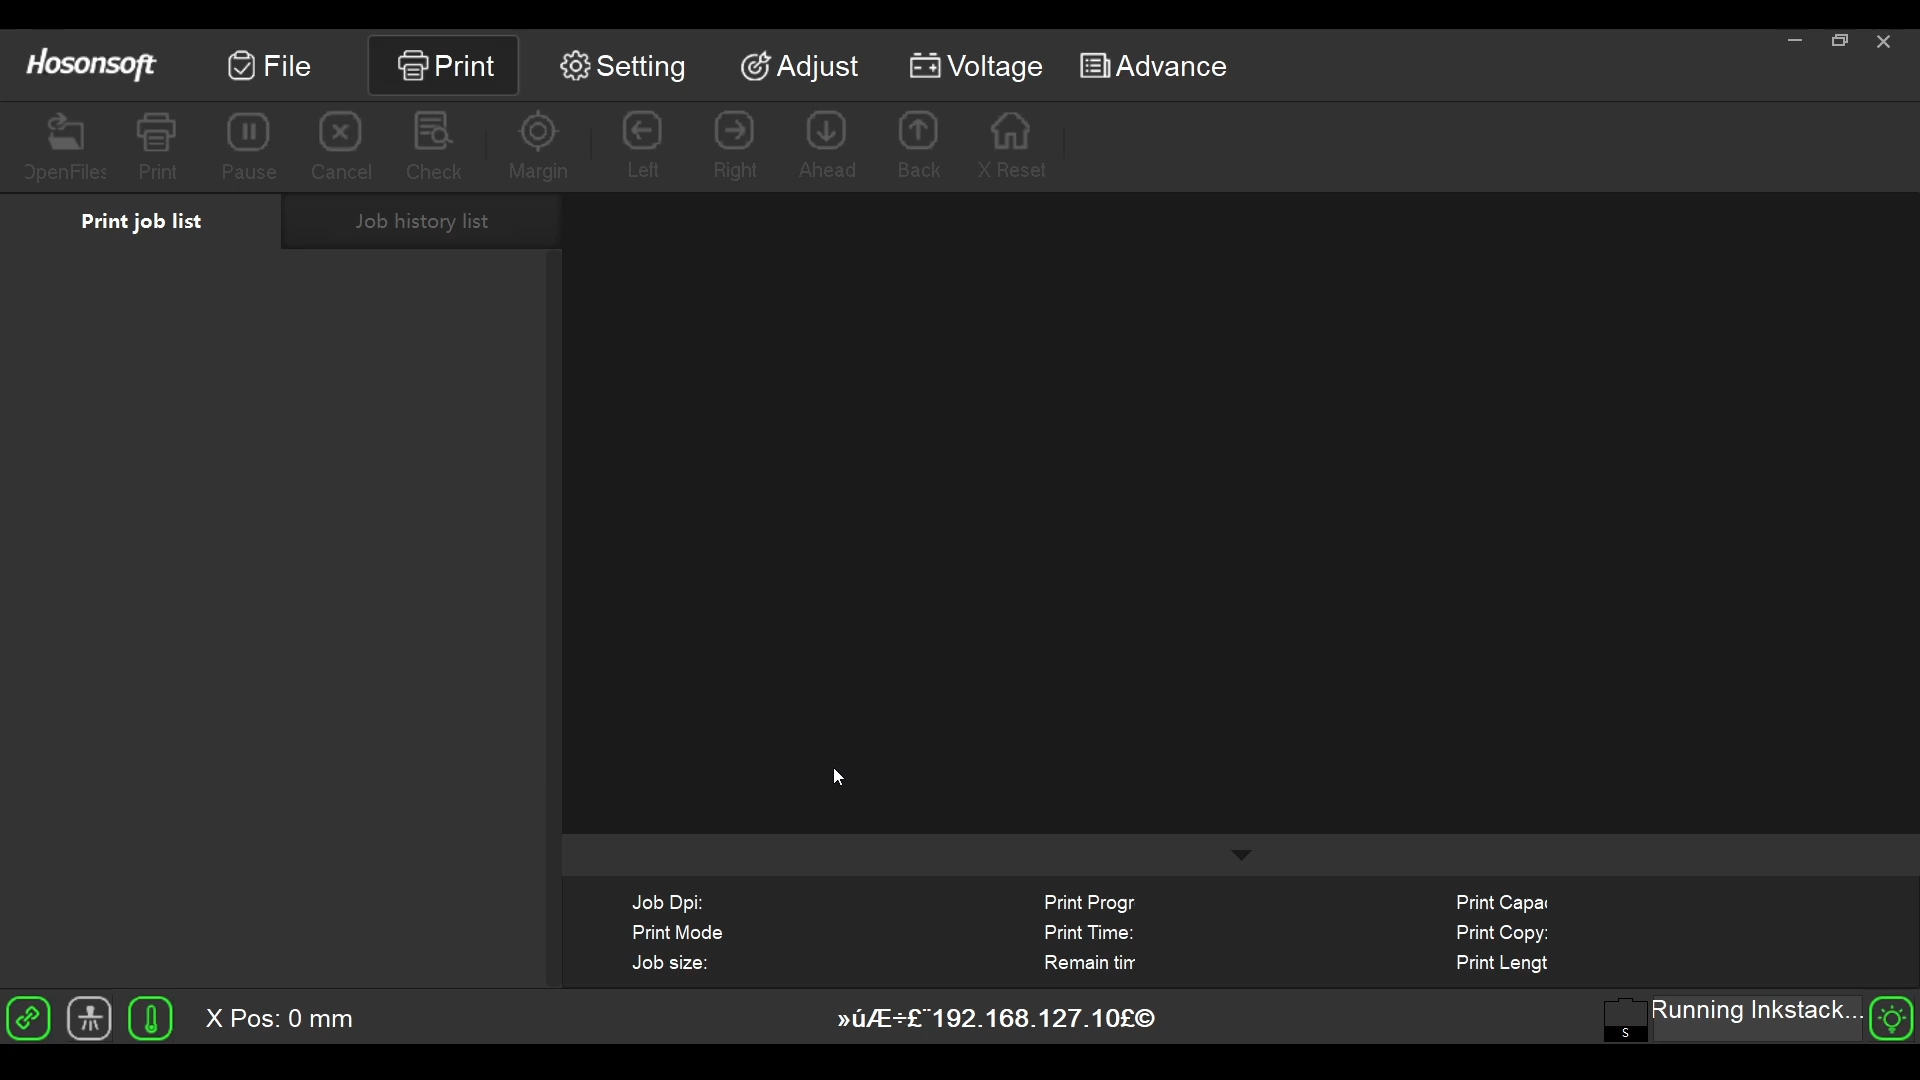 Hosonsoft File Print Setting Adjust Voltage Advance
OpenFiles Print Pause Cancel Check Margin Left Right Ahead Back X Reset
Print job list Job history list
Job Dpi: Print Progr Print Capa
Print Mode Print Time: Print Copy:
Job size: Remain tim Print Lengt
X Pos: 0 mm »úÆ÷£¨192.168.127.10£© S Running Inkstack...